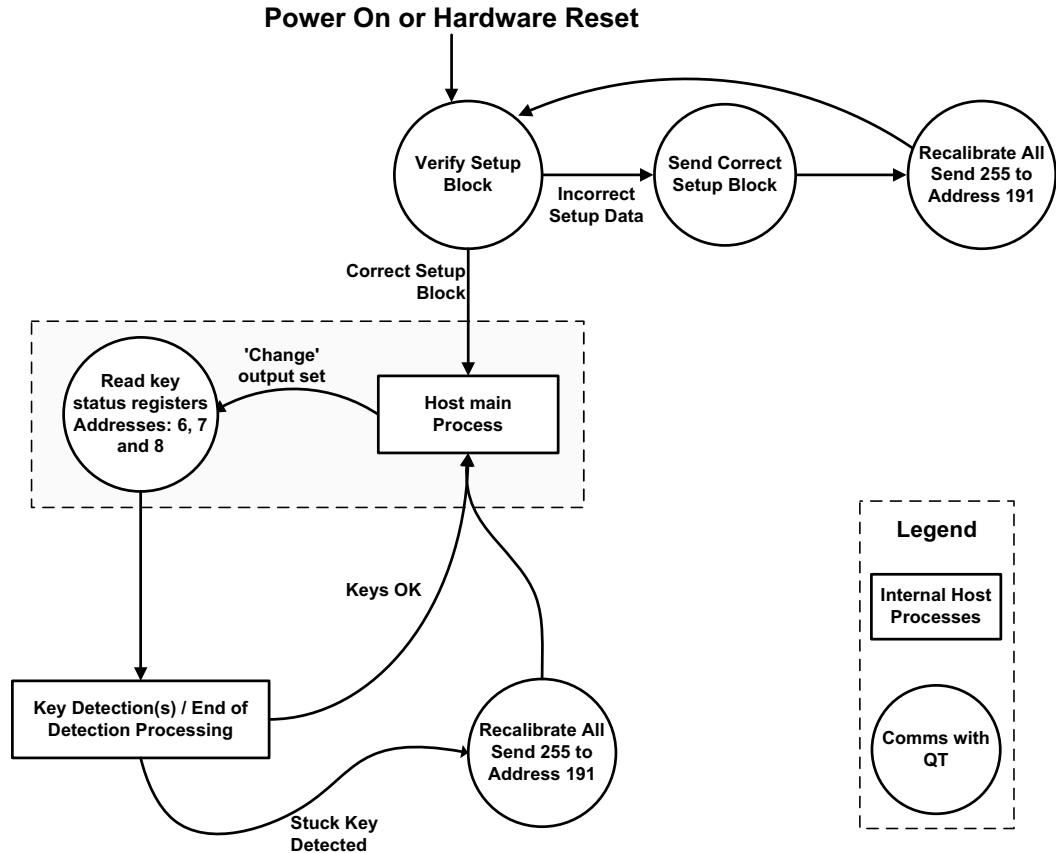 Power On or Hardware Reset
Verify Setup
Block
Incorrect
Setup Data
Send Correct
Setup Block
Recalibrate All
Send 255 to
Address 191
Correct Setup
Block
Read key
status registers
Addresses: 6, 7
and 8
'Change'
output set
Host main
Process
Keys OK
Key Detection(s) / End of
Detection Processing
Stuck Key
Detected
Recalibrate All
Send 255 to
Address 191
Legend
Internal Host
Processes
Comms with
QT